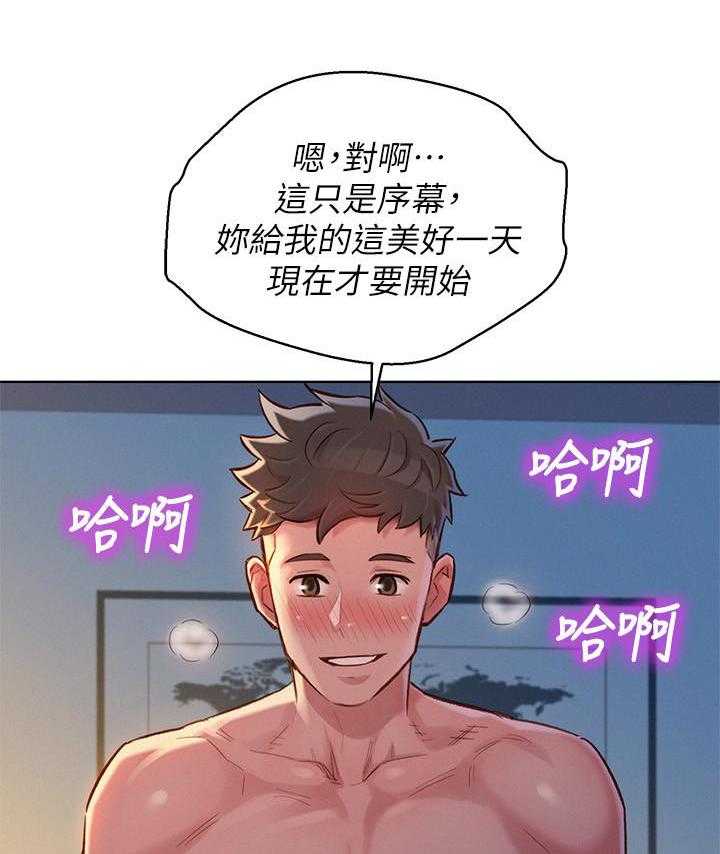 嗯，對啊⋯
這只是序幕，
妳給我的這美好一天
現在才要開始
哈啊
哈啊
哈啊